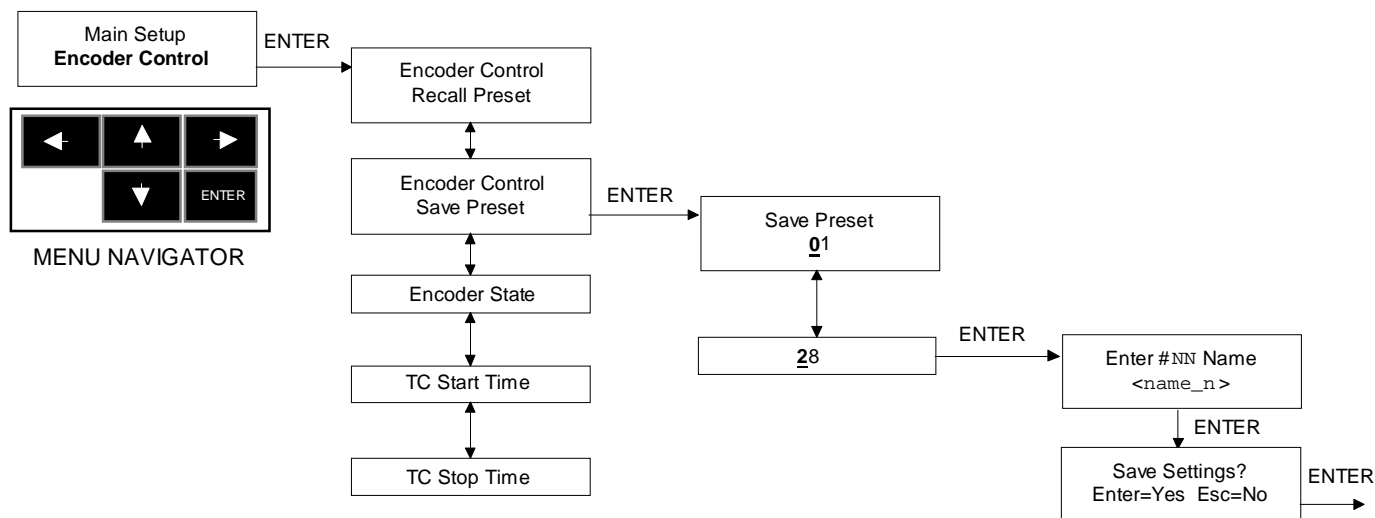 Main Setup
Encoder Control
ENTER
Encoder Control
Recall Preset
ENTER
MENU NAVIGATOR
Encoder Control
Save Preset
ENTER
Save Preset
01
Encoder State
28
ENTER
Enter #NN Name
<name_n>
TC Start Time
ENTER
TC Stop Time
Save Settings?
Enter=Yes Esc=No
ENTER